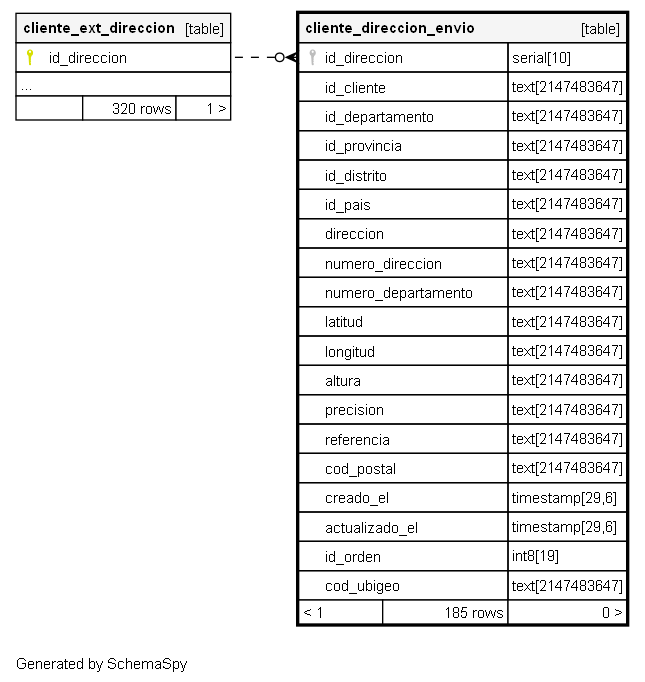 cliente_ext_direccion [table]
id_direccion
...
320 rows 1 >
cliente_direccion_envio [table]
id_direccion serial[10]
id_cliente text[2147483647]
id_departamento text[2147483647]
id_provincia text[2147483647]
id_distrito text[2147483647]
id_pais text[2147483647]
direccion text[2147483647]
numero_direccion text[2147483647]
numero_departamento text[2147483647]
latitud text[2147483647]
longitud text[2147483647]
altura text[2147483647]
precision text[2147483647]
referencia text[2147483647]
cod_postal text[2147483647]
creado_el timestamp[29,6]
actualizado_el timestamp[29,6]
id_orden int8[19]
cod_ubigeo text[2147483647]
< 1 185 rows 0 >
Generated by SchemaSpy